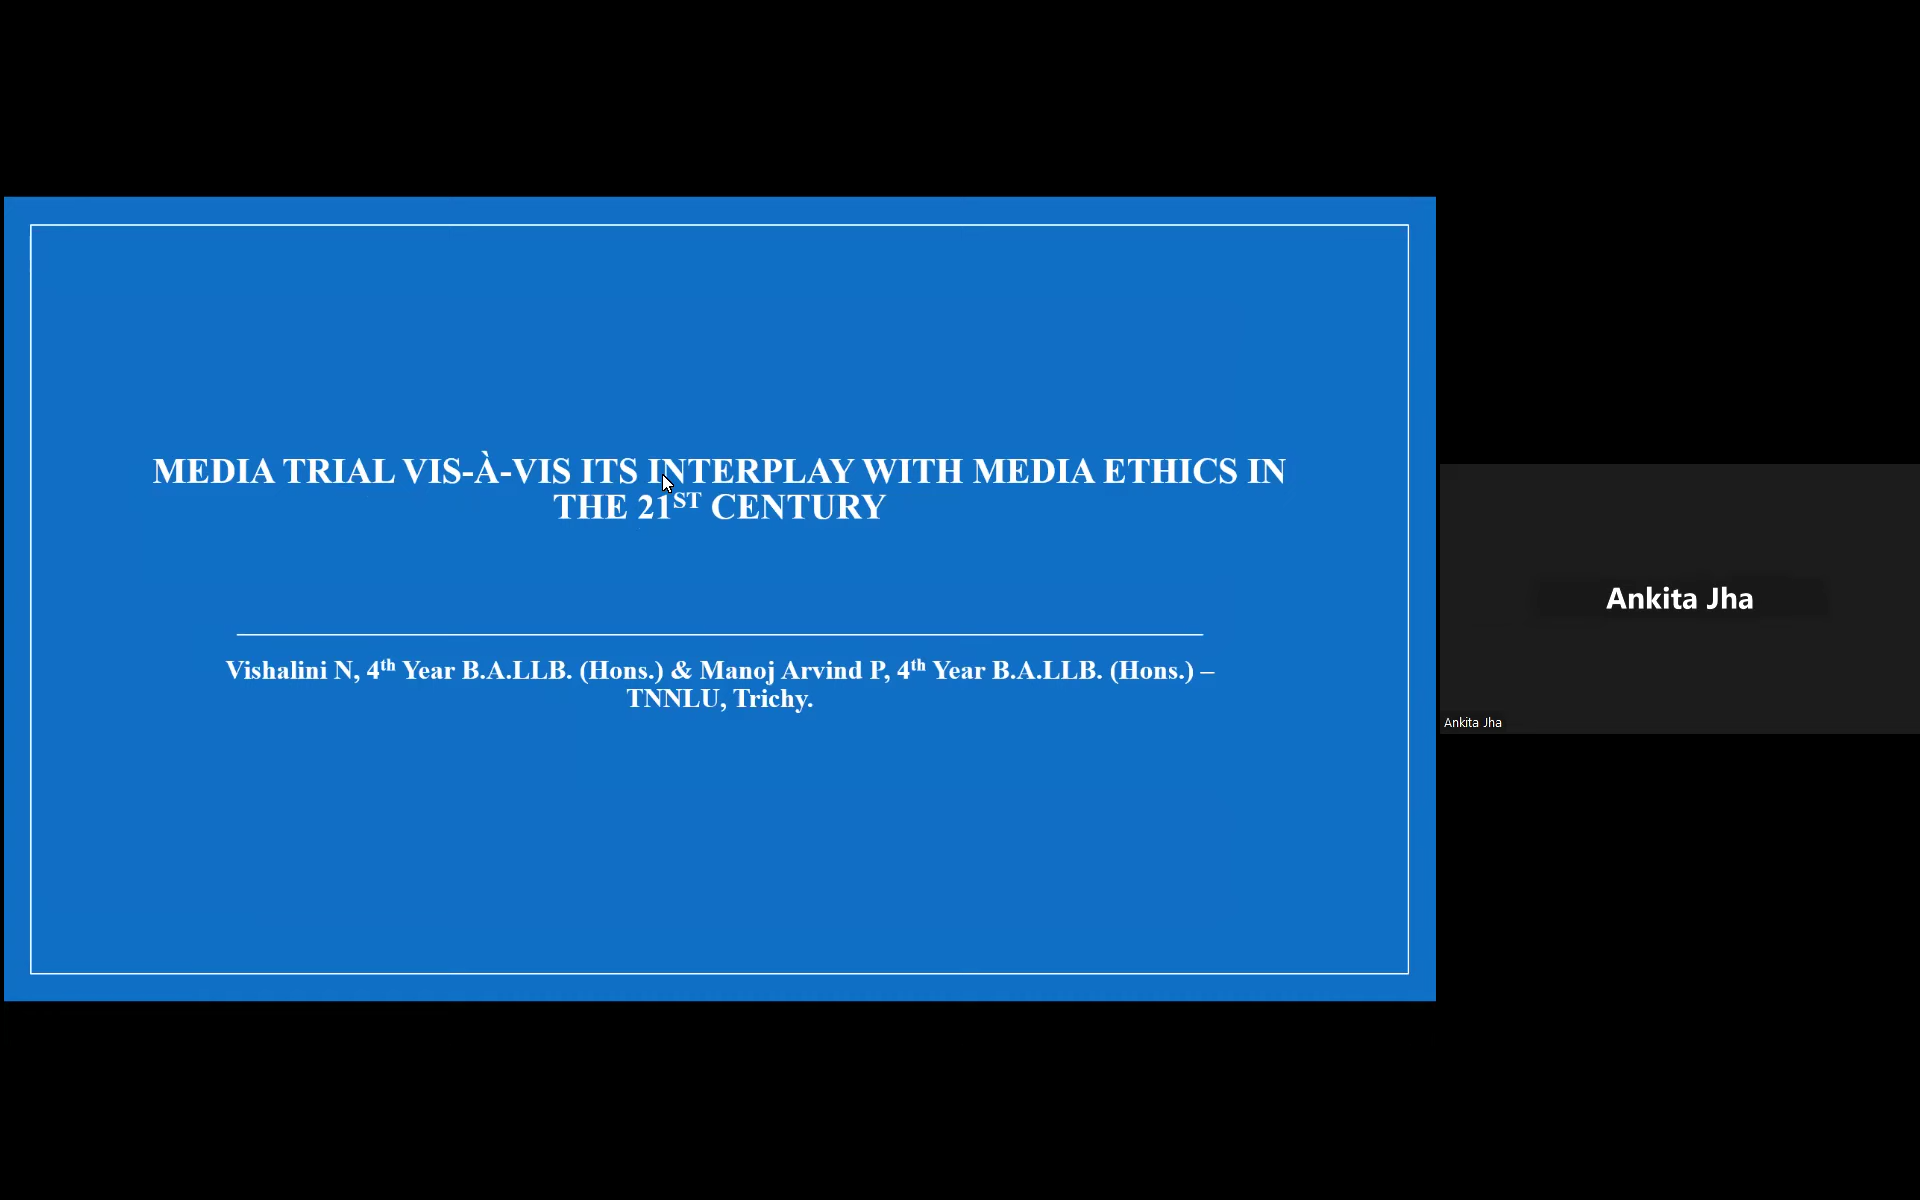 MEDIA TRIAL VIS-À-VIS ITS INTERPLAY WITH MEDIA ETHICS IN
THE 21ST CENTURY
Vishalini N, 4th Year B.A.LLB. (Hons.) & Manoj Arvind P, 4th Year B.A.LLB. (Hons.) –
TNNLU, Trichy.
Ankita Jha
Ankita Jha